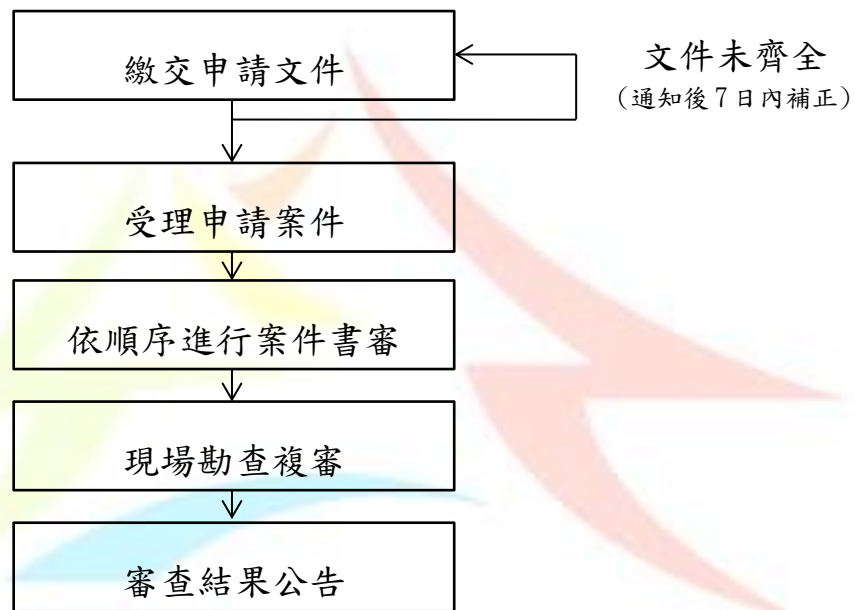 繳交申請文件
文件未齊全
(通知後7日內補正)
受理申請案件
依順序進行案件書審
現場勘查複審
審查結果公告